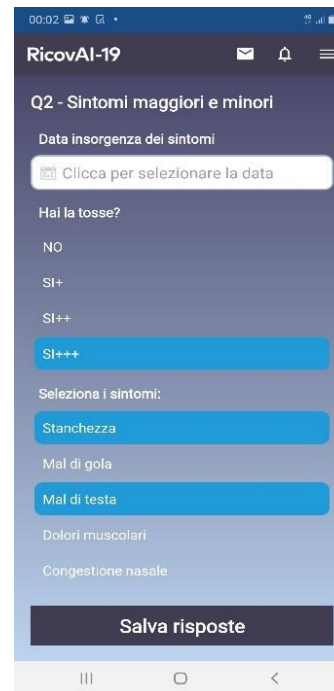 00:02
RicovAI-19
Q2 - Sintomi maggiori e minori
Data insorgenza dei sintomi
Clicca per selezionare la data
Hai la tosse?
NO
SI+
SI++
SI+++
Seleziona i sintomi:
Stanchezza
Mal di gola
Mal di testa
Dolori muscolari
Congestione nasale
Salva risposte